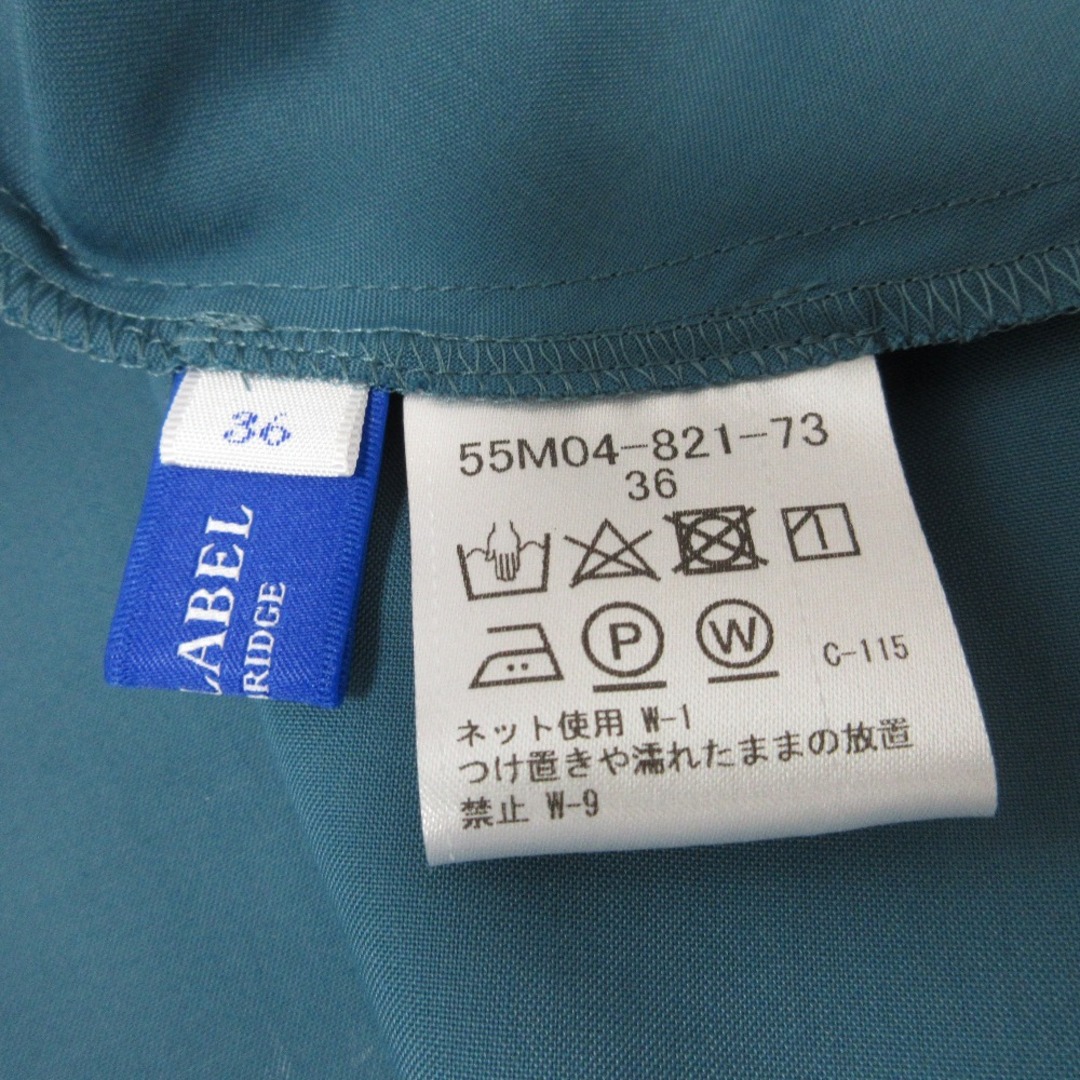 36
LABEL
RIDGE
55M04-821-73
36
P W C-115
ネット使用 W-1
つけ置きや濡れたままの放置
禁止 W-9